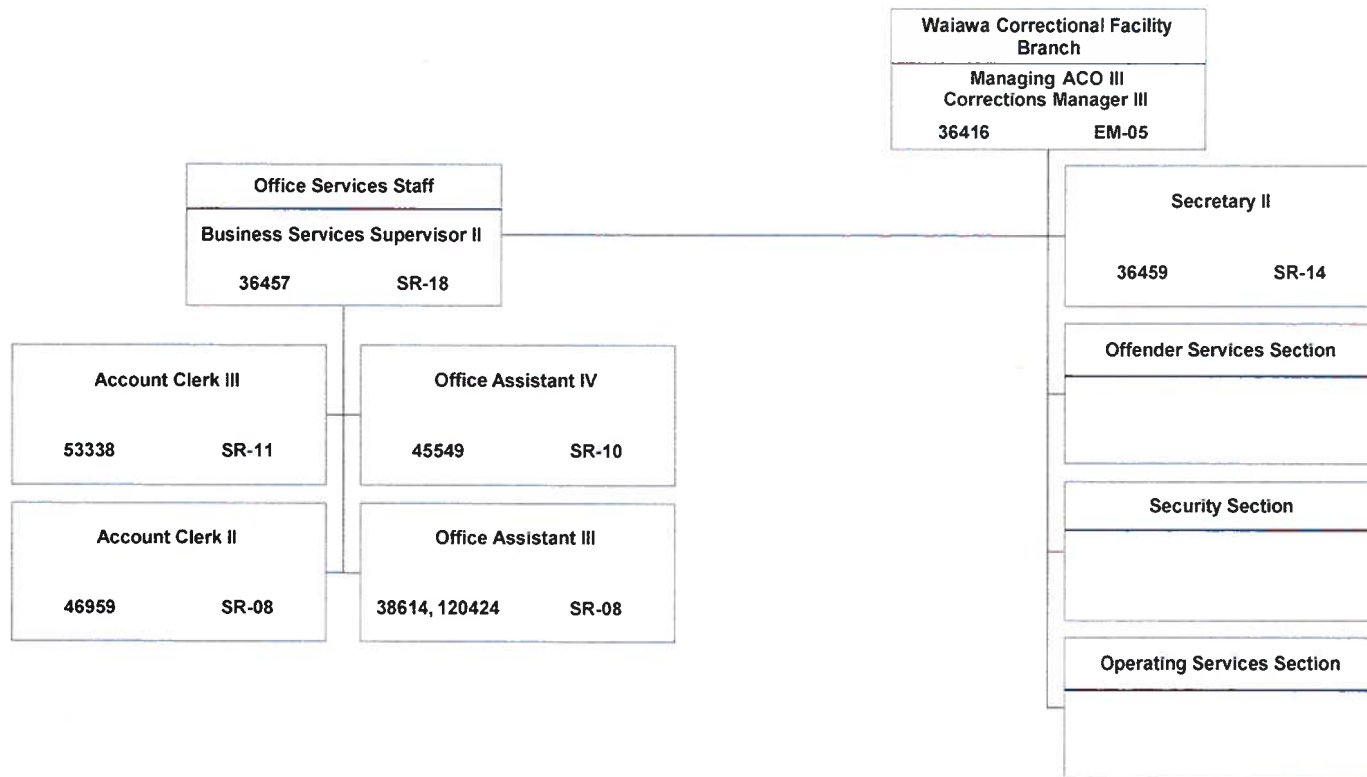 Waiawa Correctional Facility
Branch
Managing ACO III
Corrections Manager III
36416 EM-05
Office Services Staff
Business Services Supervisor II
36457 SR-18
Secretary II
36459 SR-14
Account Clerk III
53338 SR-11
Office Assistant IV
45549 SR-10
Account Clerk II
46959 SR-08
Office Assistant III
38614, 120424 SR-08
Offender Services Section
Security Section
Operating Services Section